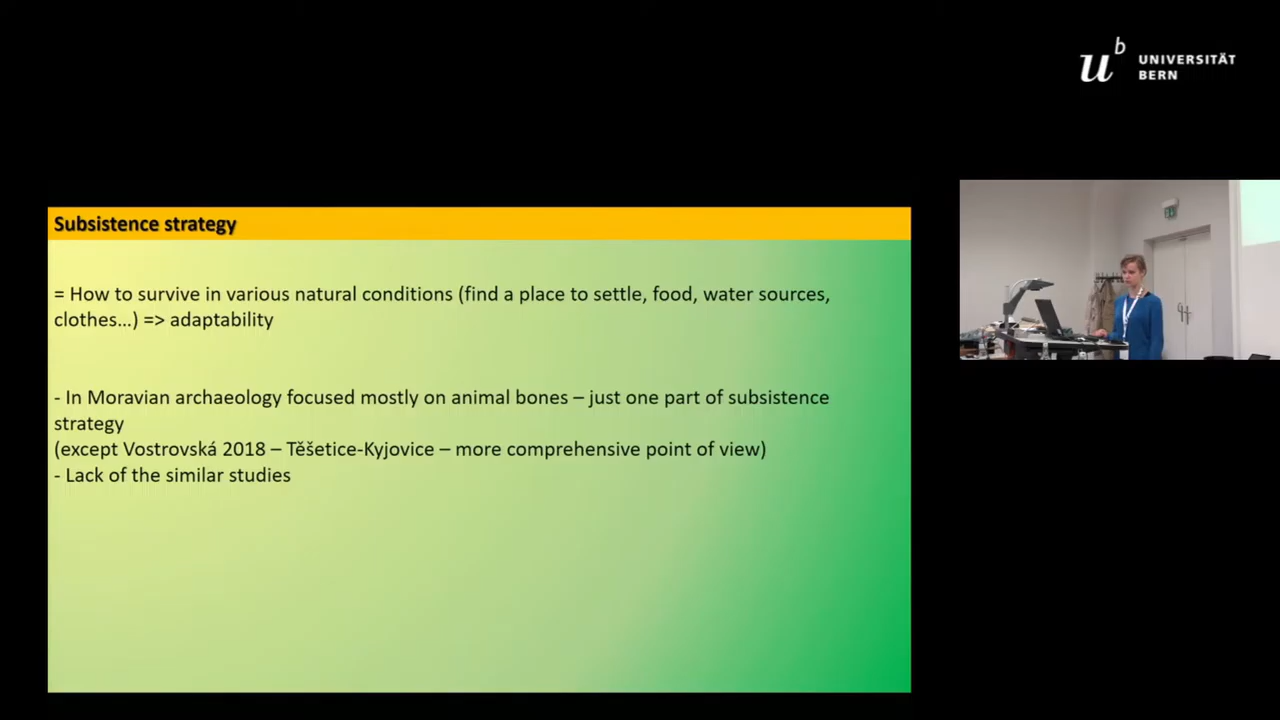 u^b
UNIVERSITÄT
BERN
Subsistence strategy
= How to survive in various natural conditions (find a place to settle, food, water sources,
clothes...) => adaptability
- In Moravian archaeology focused mostly on animal bones – just one part of subsistence
strategy
(except Vostrovská 2018 – Těšetice-Kyjovice – more comprehensive point of view)
- Lack of the similar studies